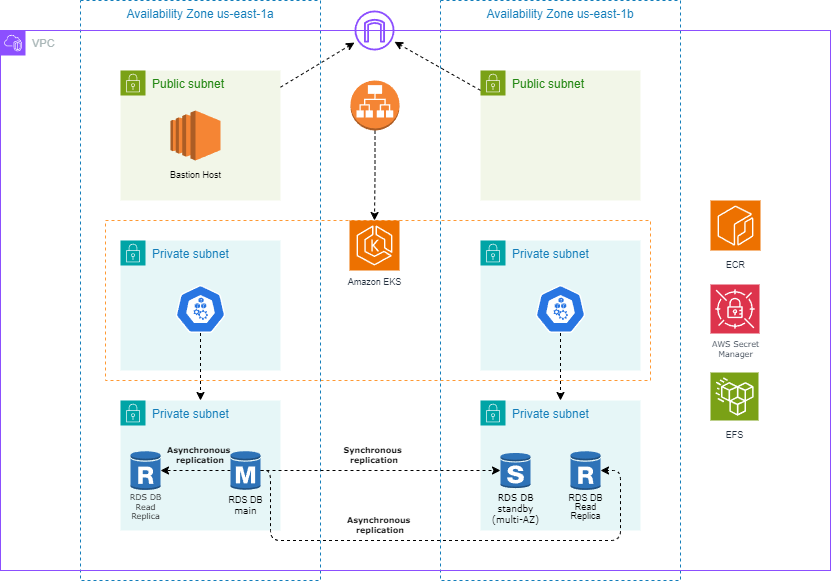 Availability Zone us-east-1a
Availability Zone us-east-1b
VPC
Public subnet
Public subnet
Bastion Host
Private subnet
Private subnet
K
Amazon EKS
ECR
AWS Secret
Manager
EFS
Private subnet
Private subnet
Asynchronous
replication
Synchronous
replication
R
M
S
R
RDS DB
Read
Replica
RDS DB
main
RDS DB
standby
(multi-AZ)
RDS DB
Read
Replica
Asynchronous
replication